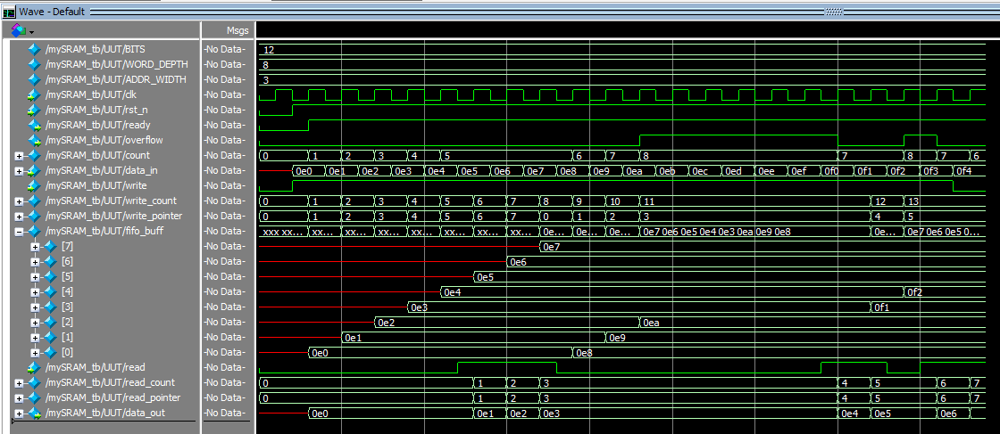 Wave - Default
Msgs
/mySRAM_tb/UUT/BITS -No Data- 12
/mySRAM_tb/UUT/WORD_DEPTH -No Data- 8
/mySRAM_tb/UUT/ADDR_WIDTH -No Data- 3
/mySRAM_tb/UUT/clk -No Data-
/mySRAM_tb/UUT/rst_n -No Data-
/mySRAM_tb/UUT/ready -No Data-
/mySRAM_tb/UUT/overflow -No Data-
/mySRAM_tb/UUT/count -No Data- 0 1 2 3 4 5 6 7 8 7 8 7 6
/mySRAM_tb/UUT/data_in -No Data- 0e0 0e1 0e2 0e3 0e4 0e5 0e6 0e7 0e8 0e9 0ea 0eb 0ec 0ed 0ee 0ef 0f0 0f1 0f2 0f3 0f4
/mySRAM_tb/UUT/write -No Data-
/mySRAM_tb/UUT/write_count -No Data- 0 1 2 3 4 5 6 7 8 9 10 11 12 13
/mySRAM_tb/UUT/write_pointer -No Data- 0 1 2 3 4 5 6 7 0 1 2 3 4 5
/mySRAM_tb/UUT/fifo_buff -No Data- xxx xx... xx... xx... xx... xx... xx... xx... xx... 0e... 0e... 0e... 0e7 0e6 0e5 0e4 0e3 0ea 0e9 0e8 0e... 0e7 0e6 0e5 0...
[7] -No Data- 0e7
[6] -No Data- 0e6
[5] -No Data- 0e5
[4] -No Data- 0e4 0f2
[3] -No Data- 0e3 0f1
[2] -No Data- 0e2 0ea
[1] -No Data- 0e1 0e9
[0] -No Data- 0e0 0e8
/mySRAM_tb/UUT/read -No Data-
/mySRAM_tb/UUT/read_count -No Data- 0 1 2 3 4 5 6 7
/mySRAM_tb/UUT/read_pointer -No Data- 0 1 2 3 4 5 6 7
/mySRAM_tb/UUT/data_out -No Data- 0e0 0e1 0e2 0e3 0e4 0e5 0e6